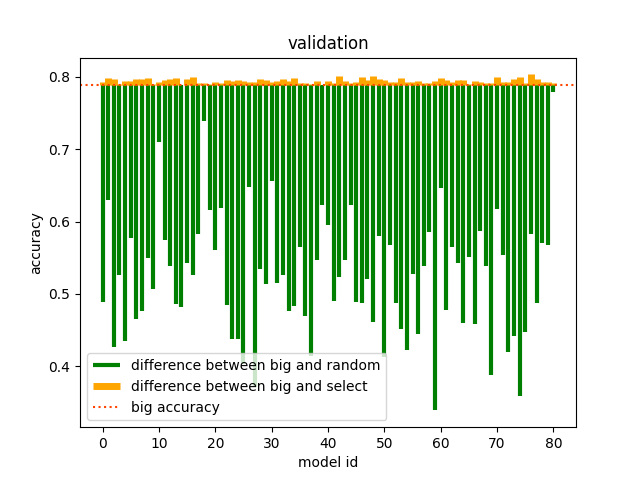 validation
accuracy
0.8
0.7
0.6
0.5
0.4
difference between big and random
difference between big and select
big accuracy
0 10 20 30 40 50 60 70 80
model id